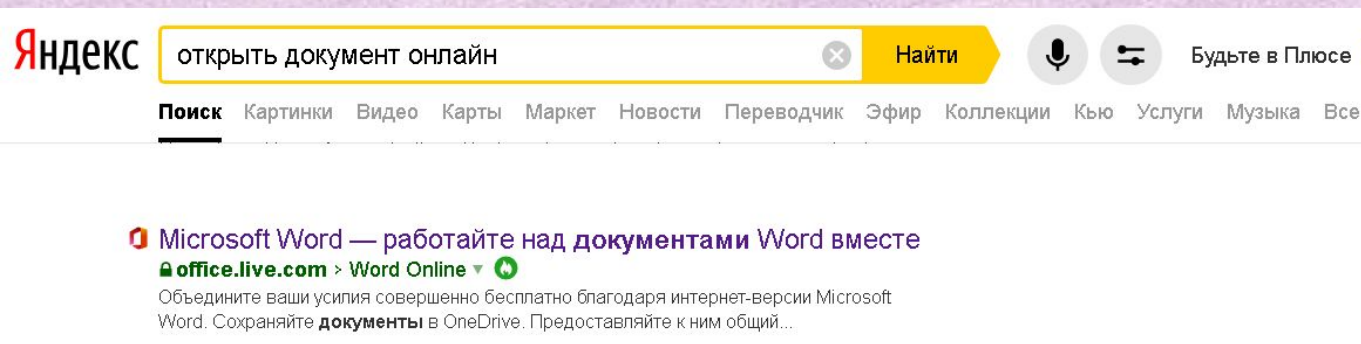 Яндекс открыть документ онлайн Найти Будьте в Плюсе
Поиск Картинки Видео Карты Маркет Новости Переводчик Эфир Коллекции Кью Услуги Музыка Все
Microsoft Word — работайте над документами Word вместе
office.live.com > Word Online
Объедините ваши усилия совершенно бесплатно благодаря интернет-версии Microsoft
Word. Сохраняйте документы в OneDrive. Предоставляйте к ним общий...